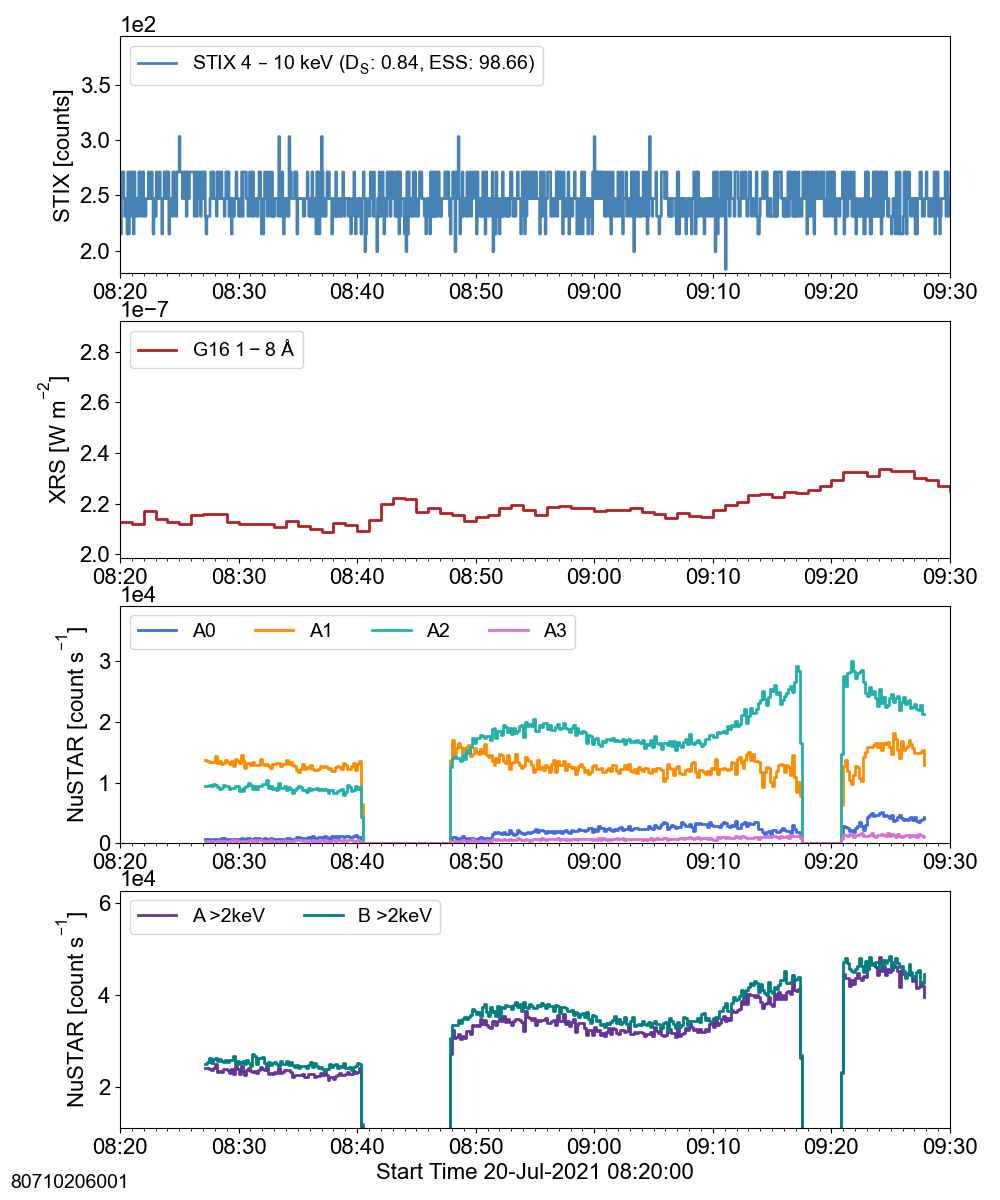 1e2
STIX 4 – 10 keV (DS: 0.84, ESS: 98.66)
STIX [counts]
3.5
3.0
2.5
2.0
08:20 08:30 08:40 08:50 09:00 09:10 09:20 09:30
1e−7
G16 1 – 8 Å
XRS [W m−2]
2.8
2.6
2.4
2.2
2.0
08:20 08:30 08:40 08:50 09:00 09:10 09:20 09:30
1e4
A0 A1 A2 A3
NuSTAR [count s−1]
3
2
1
0
08:20 08:30 08:40 08:50 09:00 09:10 09:20 09:30
1e4
A >2keV B >2keV
NuSTAR [count s−1]
6
4
2
08:20 08:30 08:40 08:50 09:00 09:10 09:20 09:30
Start Time 20-Jul-2021 08:20:00
80710206001